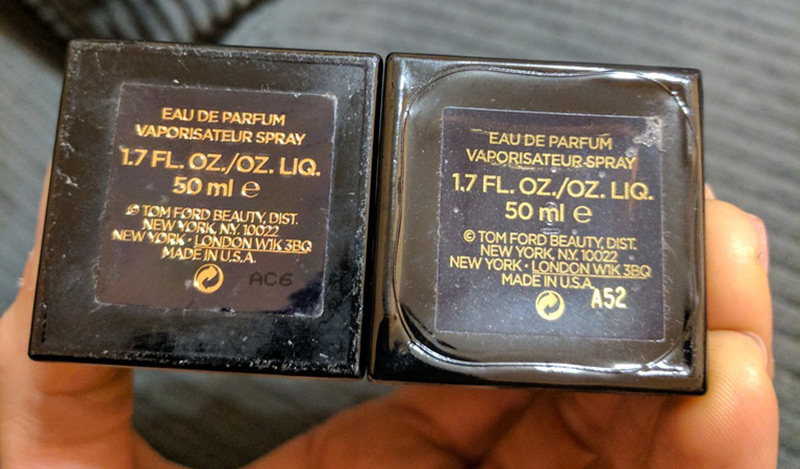 EAU DE PARFUM
VAPORISATEUR SPRAY
1.7 FL. OZ./OZ. LIQ.
50 ml e
© TOM FORD BEAUTY, DIST.
NEW YORK, N.Y. 10022
NEW YORK • LONDON W1K 3BQ
MADE IN U.S.A.
AC6
EAU DE PARFUM
VAPORISATEUR SPRAY
1.7 FL. OZ./OZ. LIQ.
50 ml e
© TOM FORD BEAUTY, DIST.
NEW YORK, N.Y. 10022
NEW YORK • LONDON W1K 3BQ
MADE IN U.S.A.
A52